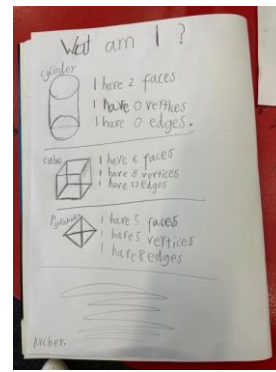 What am I ?
cylinder
I have 2 faces
I have 0 vertices
I have 0 edges.
Cube
I have 6 faces
I have 8 vertices
I have 12 edges
Pyramid
I have 5 faces
I have 5 vertices
I have 8 edges
Archer.